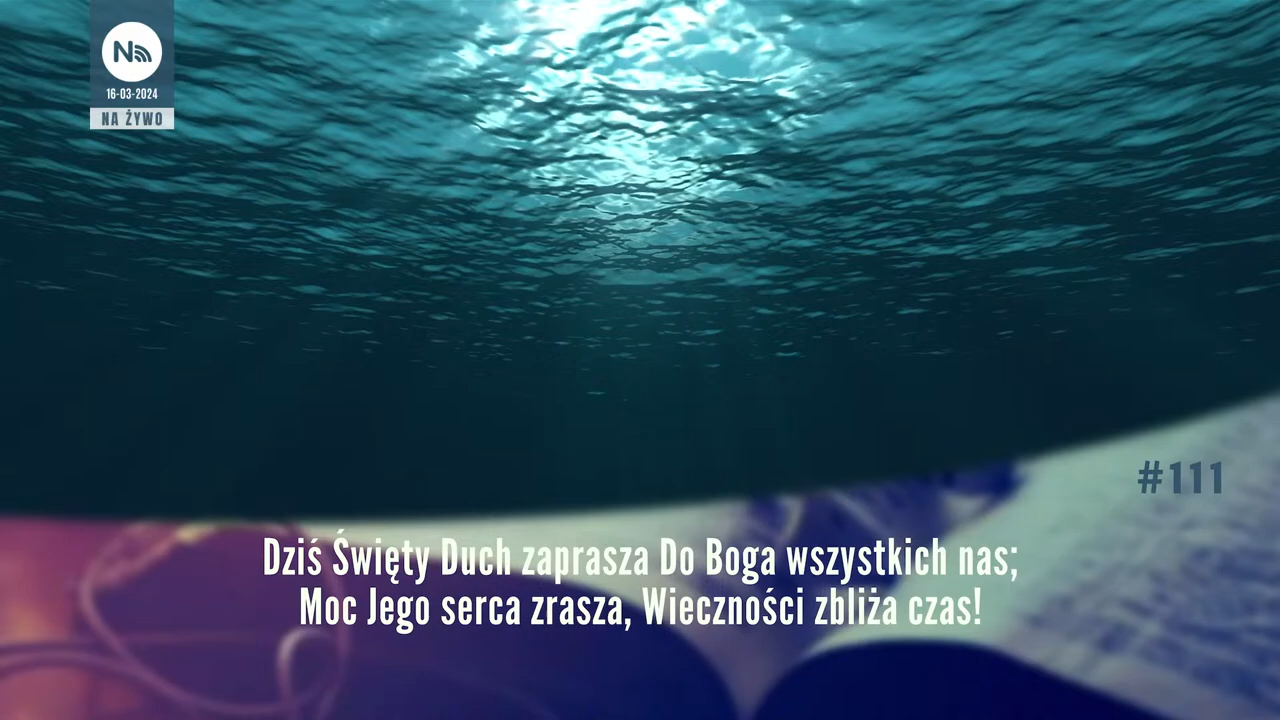 N
16-03-2024
NA ŻYWO
#111
Dziś Święty Duch zaprasza Do Boga wszystkich nas;
Moc Jego serca zrasza, Wieczności zbliża czas!